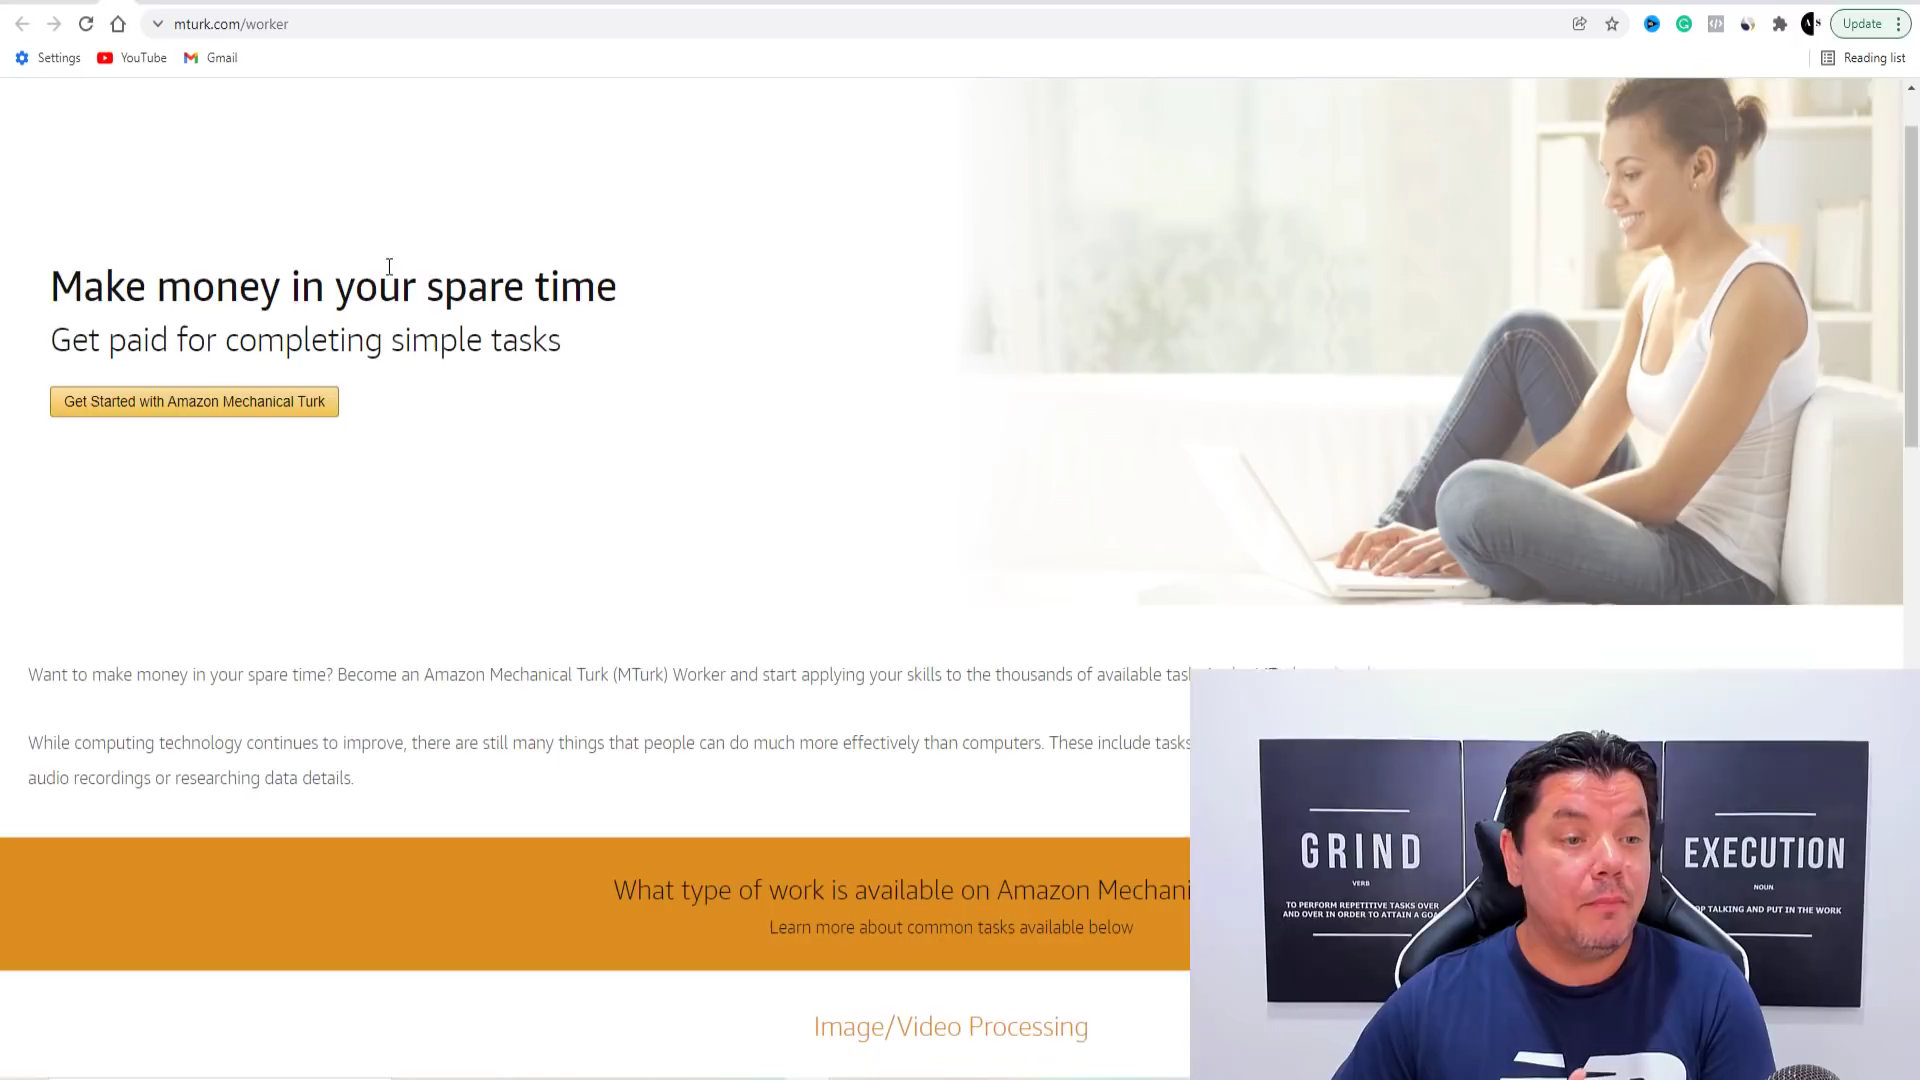 mturk.com/worker
Update
Settings
YouTube
Gmail
Reading list
Make money in your spare time
Get paid for completing simple tasks
Get Started with Amazon Mechanical Turk
Want to make money in your spare time? Become an Amazon Mechanical Turk (MTurk) Worker and start applying your skills to the thousands of available
While computing technology continues to improve, there are still many things that people can do much more effectively than computers. These include tasks
audio recordings or researching data details.
What type of work is available on Amazon
Learn more about common tasks available below
Image/Video Processing
GRIND
VERB
TO PERFORM REPETITIVE TASKS OVER
AND OVER IN ORDER TO ATTAIN A
EXECUTION
NOUN
TALKING AND PUT IN THE WORK